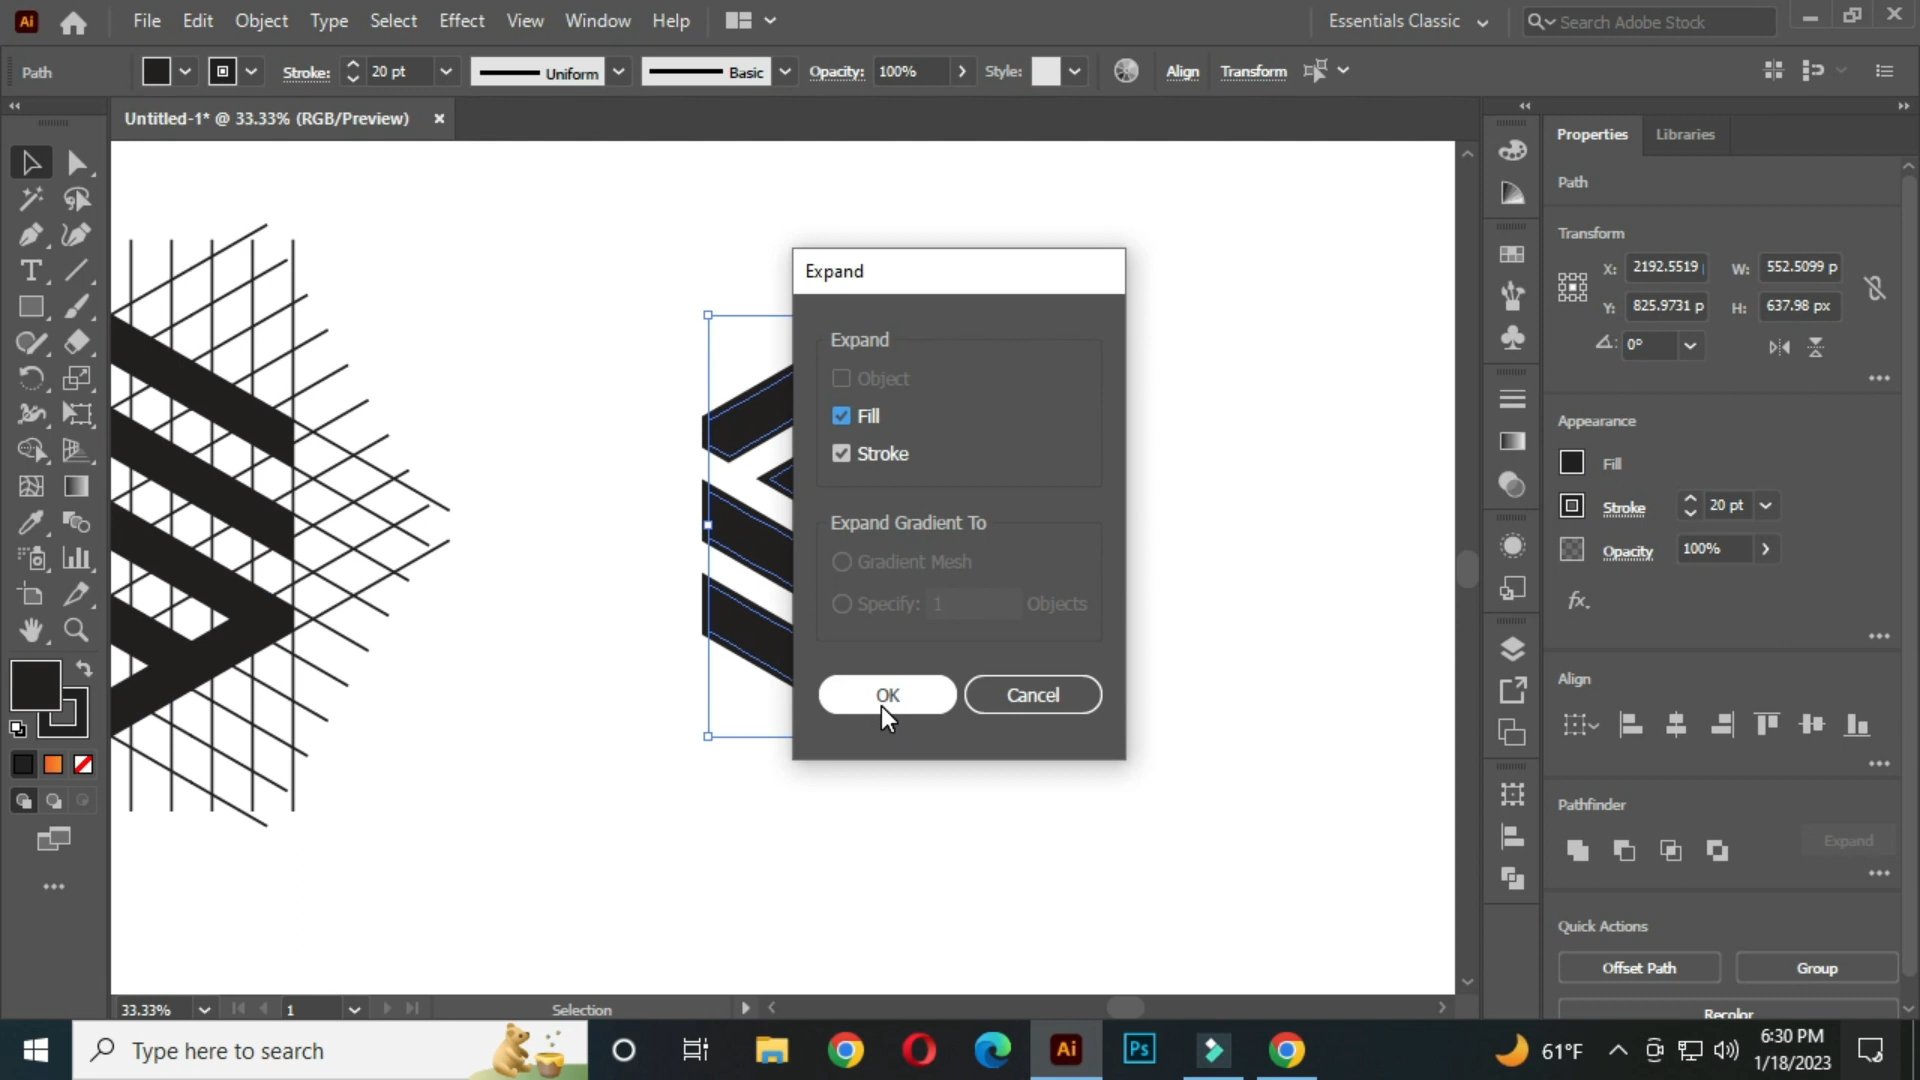 Ai File Edit Object Type Select Effect View Window Help Essentials Classic Search Adobe Stock
Path Stroke: 20 pt Uniform Basic Opacity: 100% Style: Align Transform
Untitled-1* @ 33.33% (RGB/Preview)
Properties Libraries
Path
Transform
X: 2192.5519 W: 552.5099 p
Y: 825.9731 p H: 637.98 px
0°
Appearance
Fill
Stroke 20 pt
Opacity 100%
fx.
Align
Pathfinder
Expand
Quick Actions
Offset Path Group
Recolor
Expand
Expand
Object
Fill
Stroke
Expand Gradient To
Gradient Mesh
Specify: 1 Objects
OK Cancel
33.33% 1 Selection
Type here to search Ai Ps 61°F 6:30 PM
1/18/2023